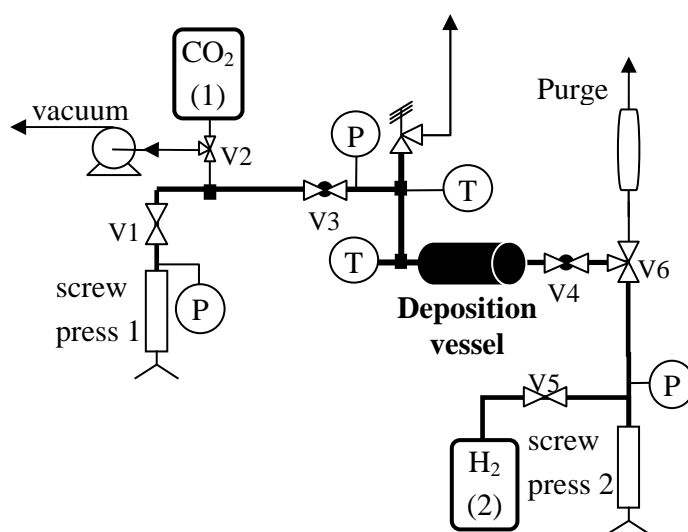 CO₂
(1)
vacuum
V2
P
Purge
T
V1
V3
T
V4
V6
screw
press 1
P
Deposition
vessel
V5
P
H₂
(2)
screw
press 2